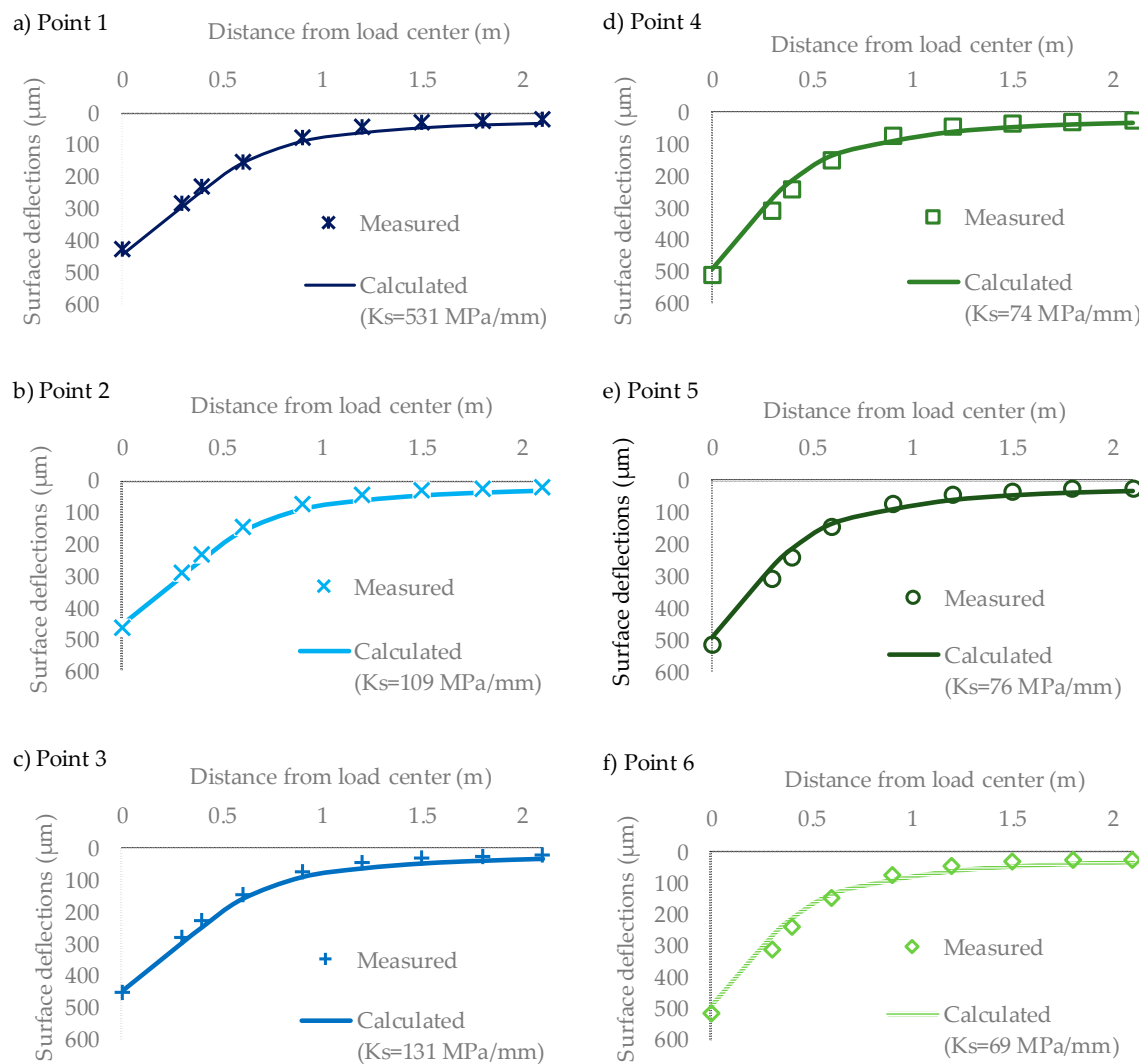 a) Point 1
Distance from load center (m)
0 0.5 1 1.5 2
Surface deflections (μm)
0
100
200
300
400
500
600
Measured
Calculated
(Ks=531 MPa/mm)
b) Point 2
Distance from load center (m)
0 0.5 1 1.5 2
Surface deflections (μm)
0
100
200
300
400
500
600
Measured
Calculated
(Ks=109 MPa/mm)
c) Point 3
Distance from load center (m)
0 0.5 1 1.5 2
Surface deflections (μm)
0
100
200
300
400
500
600
Measured
Calculated
(Ks=131 MPa/mm)
d) Point 4
Distance from load center (m)
0 0.5 1 1.5 2
Surface deflections (μm)
0
100
200
300
400
500
600
Measured
Calculated
(Ks=74 MPa/mm)
e) Point 5
Distance from load center (m)
0 0.5 1 1.5 2
Surface deflections (μm)
0
100
200
300
400
500
600
Measured
Calculated
(Ks=76 MPa/mm)
f) Point 6
Distance from load center (m)
0 0.5 1 1.5 2
Surface deflections (μm)
0
100
200
300
400
500
600
Measured
Calculated
(Ks=69 MPa/mm)